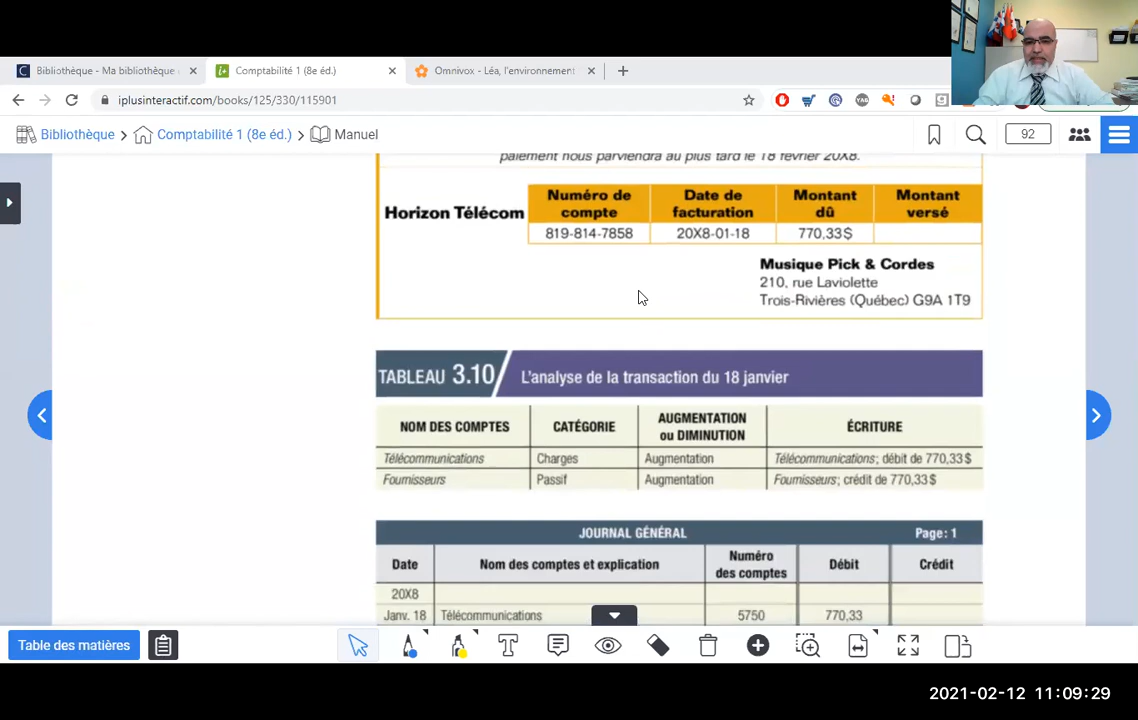 Bibliothèque - Ma bibliothèque
Comptabilité 1 (8e éd.)
Omnivox - Léa, l'environnement
iplusinteractif.com/books/125/330/115901
Bibliothèque
Comptabilité 1 (8e éd.)
Manuel
92
paiement nous parviendra au plus tard le 18 février 20X8.
Horizon Télécom
Numéro de compte
Date de facturation
Montant dû
Montant versé
819-814-7858
20X8-01-18
770,33 $
Musique Pick & Cordes
210, rue Laviolette
Trois-Rivières (Québec) G9A 1T9
TABLEAU 3.10
L'analyse de la transaction du 18 janvier
NOM DES COMPTES
CATÉGORIE
AUGMENTATION ou DIMINUTION
ÉCRITURE
Télécommunications
Charges
Augmentation
Télécommunications; débit de 770,33 $
Fournisseurs
Passif
Augmentation
Fournisseurs; crédit de 770,33 $
JOURNAL GÉNÉRAL
Page: 1
Date
Nom des comptes et explication
Numéro des comptes
Débit
Crédit
20X8
Janv. 18
Télécommunications
5750
770,33
Table des matières
2021-02-12 11:09:29